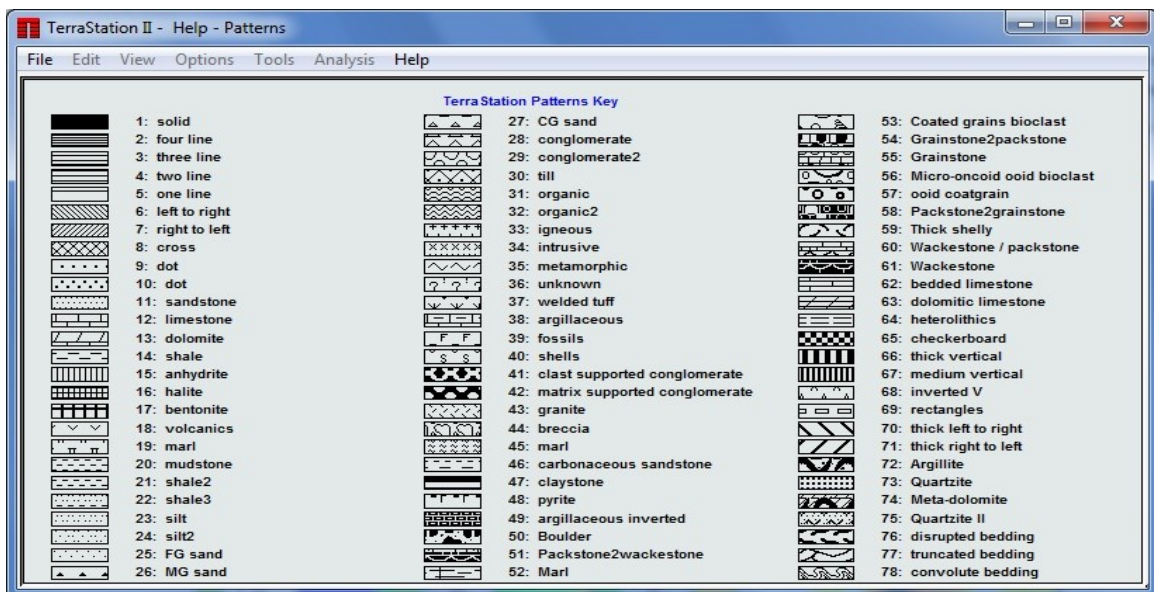 TerraStation II - Help - Patterns
File Edit View Options Tools Analysis Help
TerraStation Patterns Key
1: solid
2: four line
3: three line
4: two line
5: one line
6: left to right
7: right to left
8: cross
9: dot
10: dot
11: sandstone
12: limestone
13: dolomite
14: shale
15: anhydrite
16: halite
17: bentonite
18: volcanics
19: marl
20: mudstone
21: shale2
22: shale3
23: silt
24: silt2
25: FG sand
26: MG sand
27: CG sand
28: conglomerate
29: conglomerate2
30: till
31: organic
32: organic2
33: igneous
34: intrusive
35: metamorphic
36: unknown
37: welded tuff
38: argillaceous
39: fossils
40: shells
41: clast supported conglomerate
42: matrix supported conglomerate
43: granite
44: breccia
45: marl
46: carbonaceous sandstone
47: claystone
48: pyrite
49: argillaceous inverted
50: Boulder
51: Packstone2wackestone
52: Marl
53: Coated grains bioclast
54: Grainstone2packstone
55: Grainstone
56: Micro-oncoid ooid bioclast
57: ooid coatgrain
58: Packstone2grainstone
59: Thick shelly
60: Wackestone / packstone
61: Wackestone
62: bedded limestone
63: dolomitic limestone
64: heterolithics
65: checkerboard
66: thick vertical
67: medium vertical
68: inverted V
69: rectangles
70: thick left to right
71: thick right to left
72: Argillite
73: Quartzite
74: Meta-dolomite
75: Quartzite II
76: disrupted bedding
77: truncated bedding
78: convolute bedding